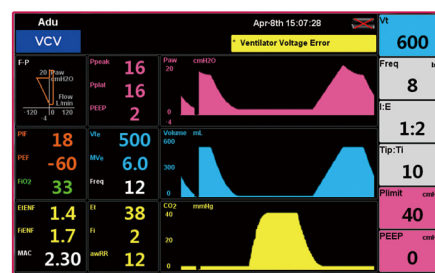 Adu
Apr-8th 15:07:28
VCV
* Ventilator Voltage Error
Vt
600
Freq
8
I:E
1:2
Tip:Ti
10
Plimit cm
40
PEEP cm
0
F-P
20 Paw
cmH2O
Flow
L/min
-120 0 120
-4
Ppeak 16
Pplat 16
PEEP 2
Paw cmH2O
20
0
-4
PIF 18
PEF -60
FiO2 33
Vte 500
MVe 6.0
Freq 12
Volume mL
600
300
0
EtENF 1.4
FiENF 1.7
MAC 2.30
Et 38
Fi 2
awRR 12
CO2 mmHg
40
20
0